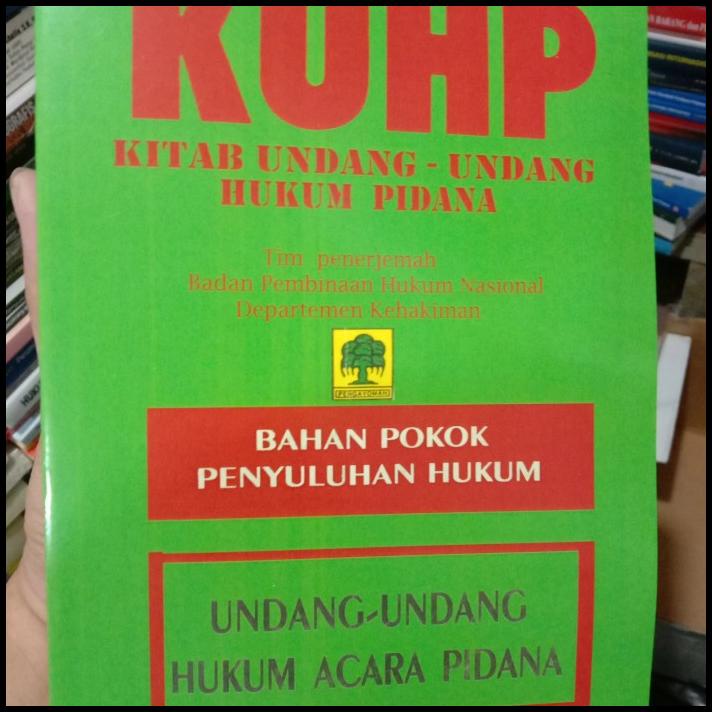 KUHP
KITAB UNDANG - UNDANG
HUKUM PIDANA
Tim penerjemah
Badan Pembinaan Hukum Nasional
Departemen Kehakiman
PENGAYOMAN
BAHAN POKOK
PENYULUHAN HUKUM
UNDANG-UNDANG
HUKUM ACARA PIDANA